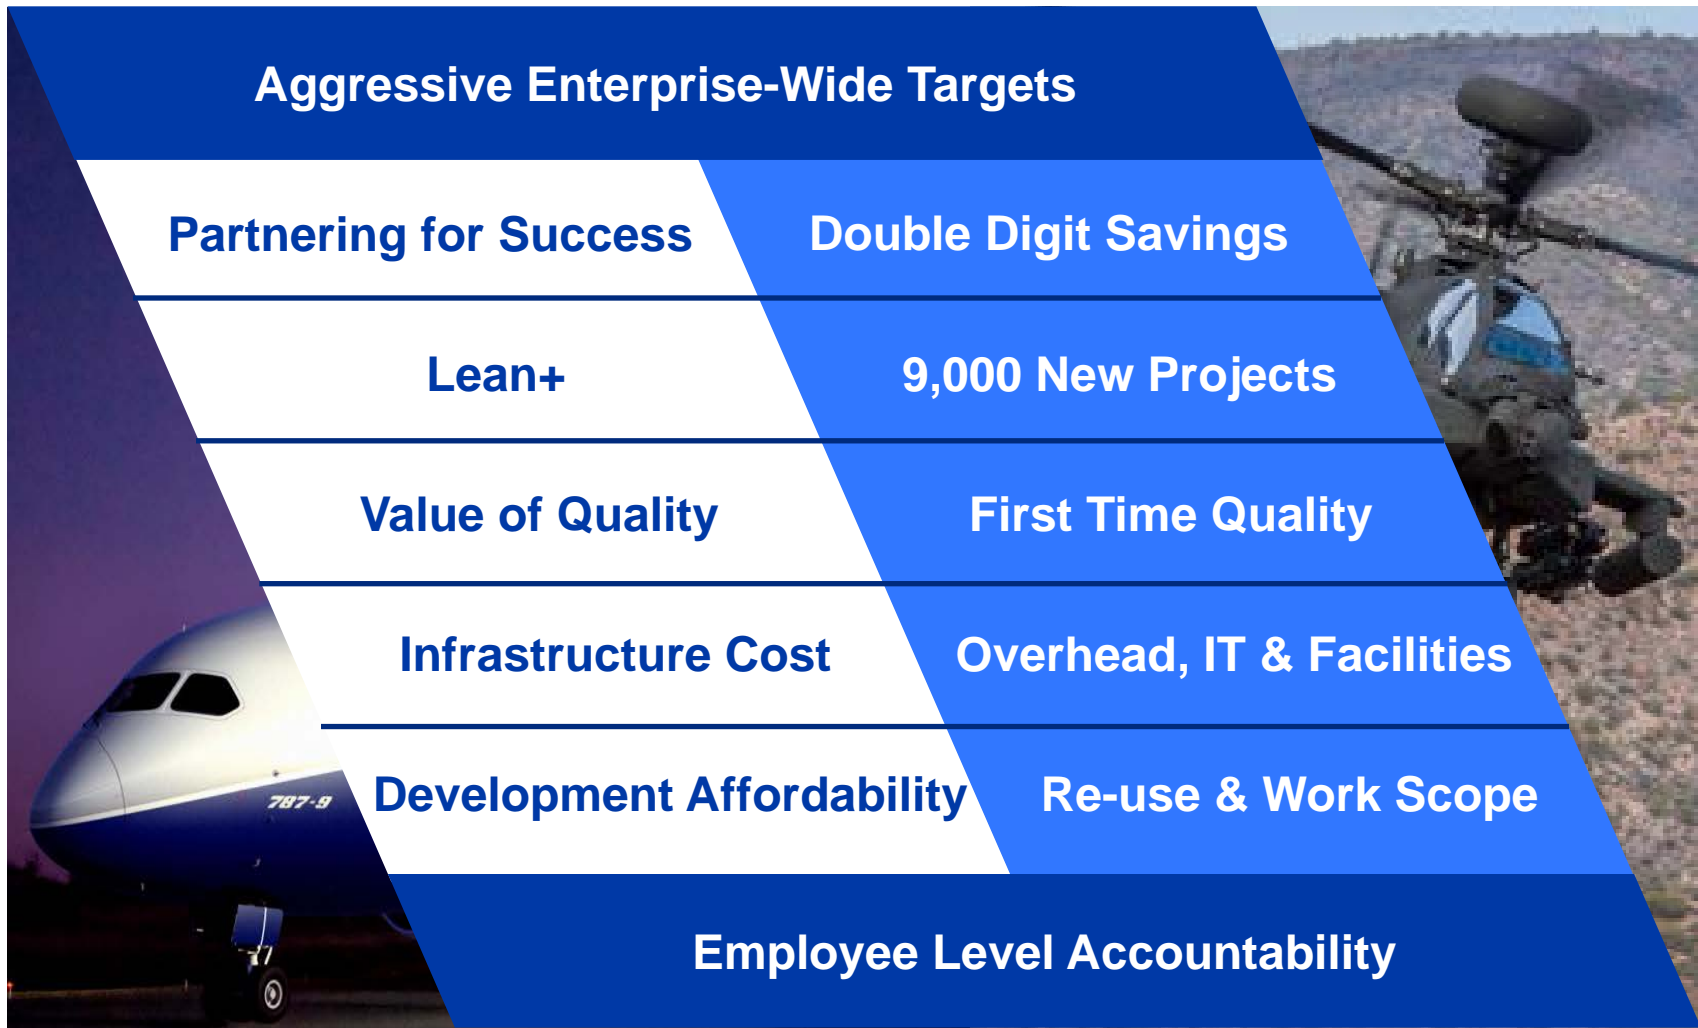 Aggressive Enterprise-Wide Targets
Partnering for Success
Double Digit Savings
Lean+
9,000 New Projects
Value of Quality
First Time Quality
Infrastructure Cost
Overhead, IT & Facilities
787-9
Development Affordability
Re-use & Work Scope
Employee Level Accountability